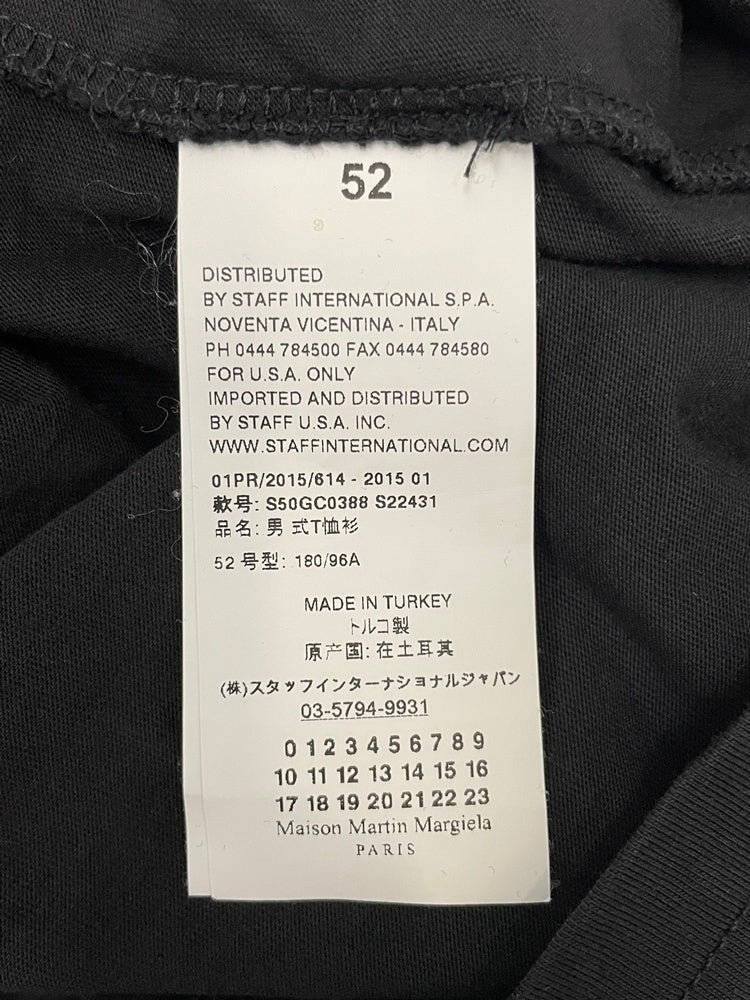 52
DISTRIBUTED
BY STAFF INTERNATIONAL S.P.A.
NOVENTA VICENTINA - ITALY
PH 0444 784500 FAX 0444 784580
FOR U.S.A. ONLY
IMPORTED AND DISTRIBUTED
BY STAFF U.S.A. INC.
WWW.STAFFINTERNATIONAL.COM
01PR/2015/614 - 2015 01
款号: S50GC0388 S22431
品名: 男 式T恤衫
52 号型: 180/96A
MADE IN TURKEY
トルコ製
原产国: 在土耳其
(株)スタッフインターナショナルジャパン
03-5794-9931
0 1 2 3 4 5 6 7 8 9
10 11 12 13 14 15 16
17 18 19 20 21 22 23
Maison Martin Margiela
PARIS